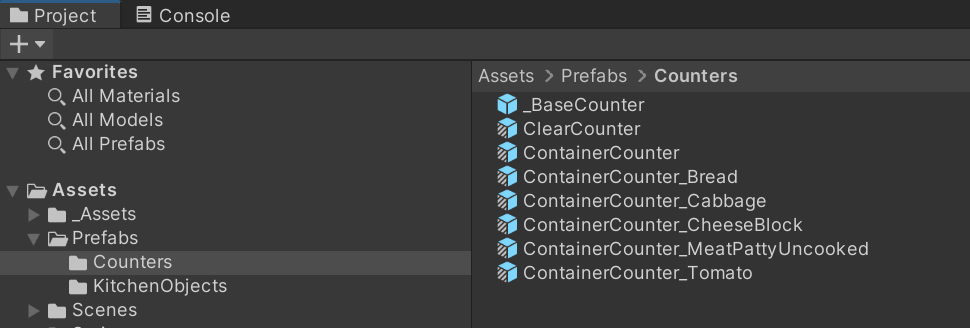 Project
Console
Favorites
All Materials
All Models
All Prefabs
Assets
_Assets
Prefabs
Counters
KitchenObjects
Scenes
Assets > Prefabs > Counters
_BaseCounter
ClearCounter
ContainerCounter
ContainerCounter_Bread
ContainerCounter_Cabbage
ContainerCounter_CheeseBlock
ContainerCounter_MeatPattyUncooked
ContainerCounter_Tomato